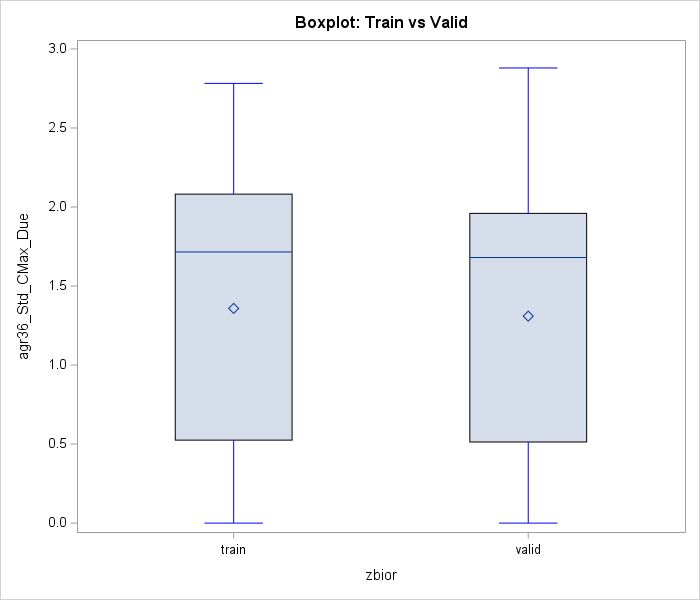 Boxplot: Train vs Valid
3.0
2.5
2.0
1.5
1.0
0.5
0.0
agr36_Std_CMax_Due
train
valid
zbior